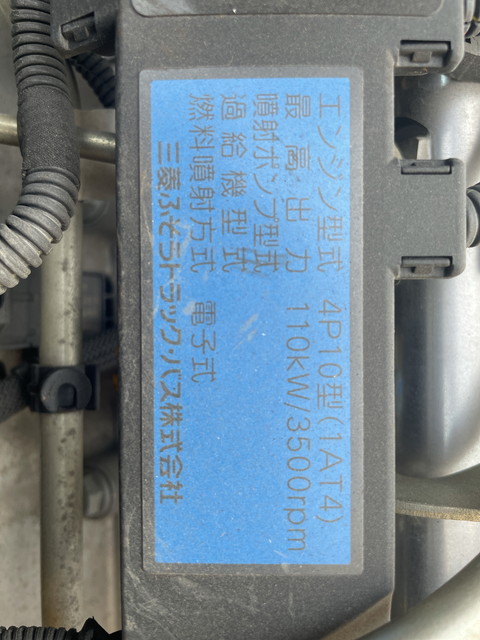 エンジン型式 4P10型(1AT4)
最高出力 110kW/3500rpm
噴射ポンプ型式
過給機型式
燃料噴射方式 電子式
三菱ふそうトラック・バス株式会社